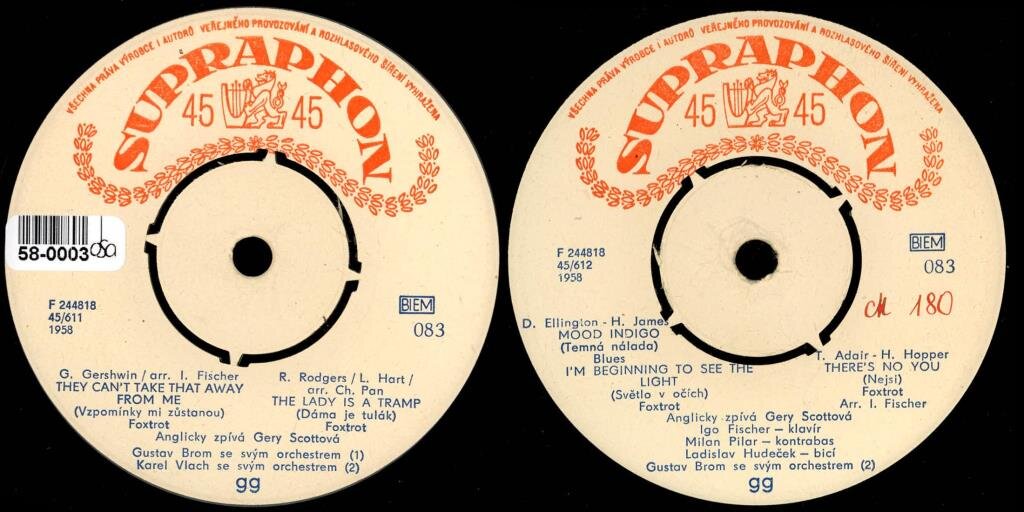 VŠECHNA PRÁVA VÝROBCE I AUTORŮ VEŘEJNÉHO PROVOZOVÁNÍ A ROZHLASOVÉHO ŠÍŘENÍ VYHRAŽENA
SUPRAPHON
45 45
58-0003
F 244818
45/611
1958
BIEM
083
G. Gershwin / arr. I. Fischer
THEY CAN'T TAKE THAT AWAY
FROM ME
(Vzpomínky mi zůstanou)
Foxtrot
R. Rodgers / L. Hart /
arr. Ch. Pan
THE LADY IS A TRAMP
(Dáma je tulák)
Foxtrot
Anglicky zpívá Gery Scottová
Gustav Brom se svým orchestrem (1)
Karel Vlach se svým orchestrem (2)
gg
VŠECHNA PRÁVA VÝROBCE I AUTORŮ VEŘEJNÉHO PROVOZOVÁNÍ A ROZHLASOVÉHO ŠÍŘENÍ VYHRAŽENA
SUPRAPHON
45 45
F 244818
45/612
1958
BIEM
083
180
D. Ellington - H. James
MOOD INDIGO
(Temná nálada)
Blues
I'M BEGINNING TO SEE THE
LIGHT
(Světlo v očích)
Foxtrot
T. Adair - H. Hopper
THERE'S NO YOU
(Nejsi)
Foxtrot
Arr. I. Fischer
Anglicky zpívá Gery Scottová
Igo Fischer — klavír
Milan Pilar — kontrabas
Ladislav Hudeček — bicí
Gustav Brom se svým orchestrem (2)
gg